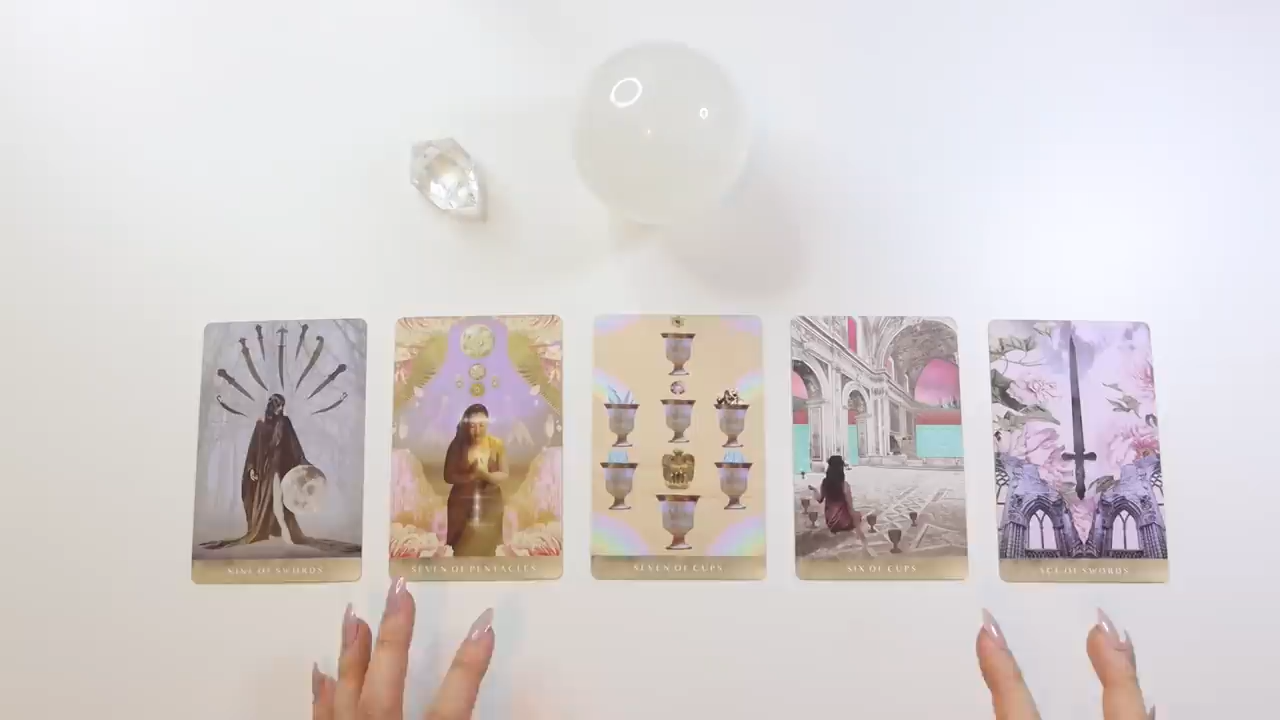 NINE OF SWORDS
SEVEN OF PENTACLES
SEVEN OF CUPS
SIX OF CUPS
ACE OF SWORDS